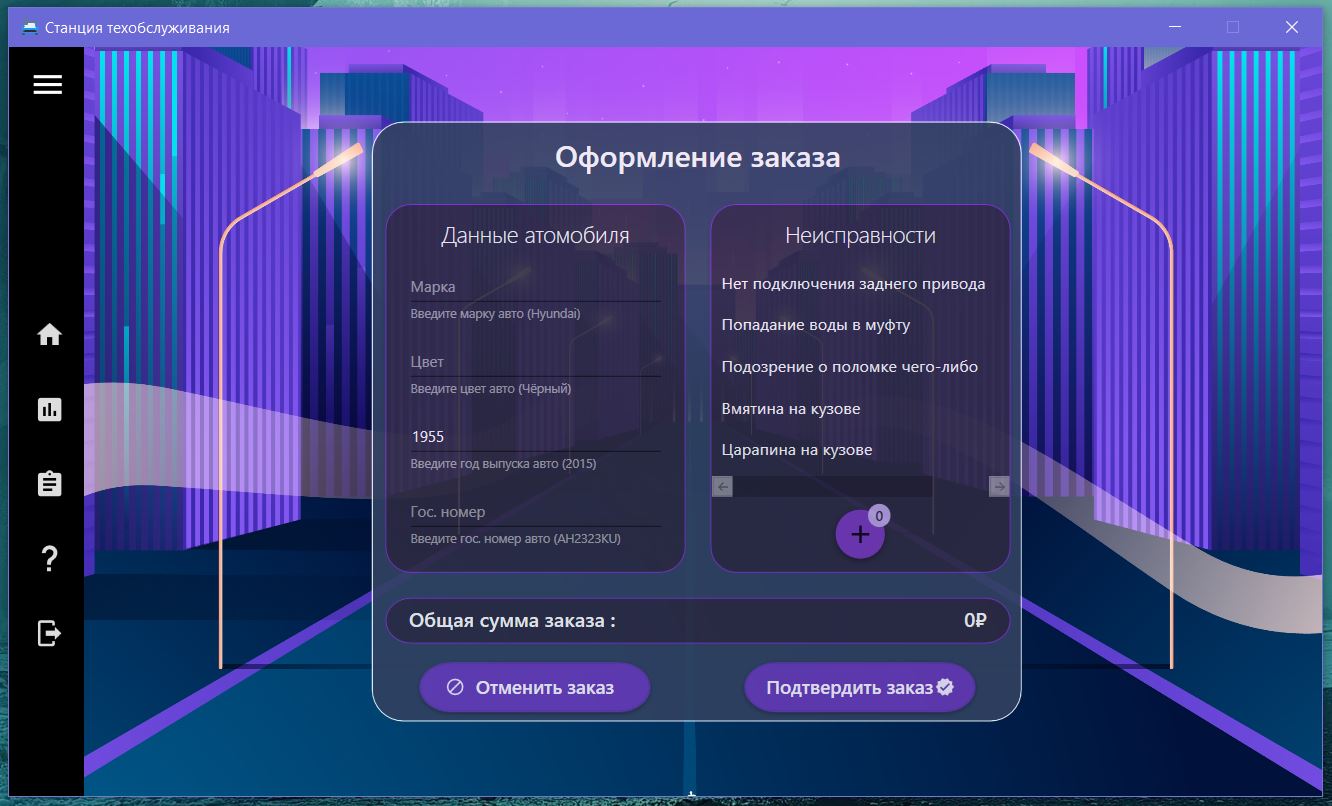 Станция техобслуживания
Оформление заказа
Данные атомобиля
Марка
Введите марку авто (Hyundai)
Цвет
Введите цвет авто (Чёрный)
1955
Введите год выпуска авто (2015)
Гос. номер
Введите гос. номер авто (AH2323KU)
Неисправности
Нет подключения заднего привода
Попадание воды в муфту
Подозрение о поломке чего-либо
Вмятина на кузове
Царапина на кузове
0
Общая сумма заказа : 0₽
Отменить заказ
Подтвердить заказ